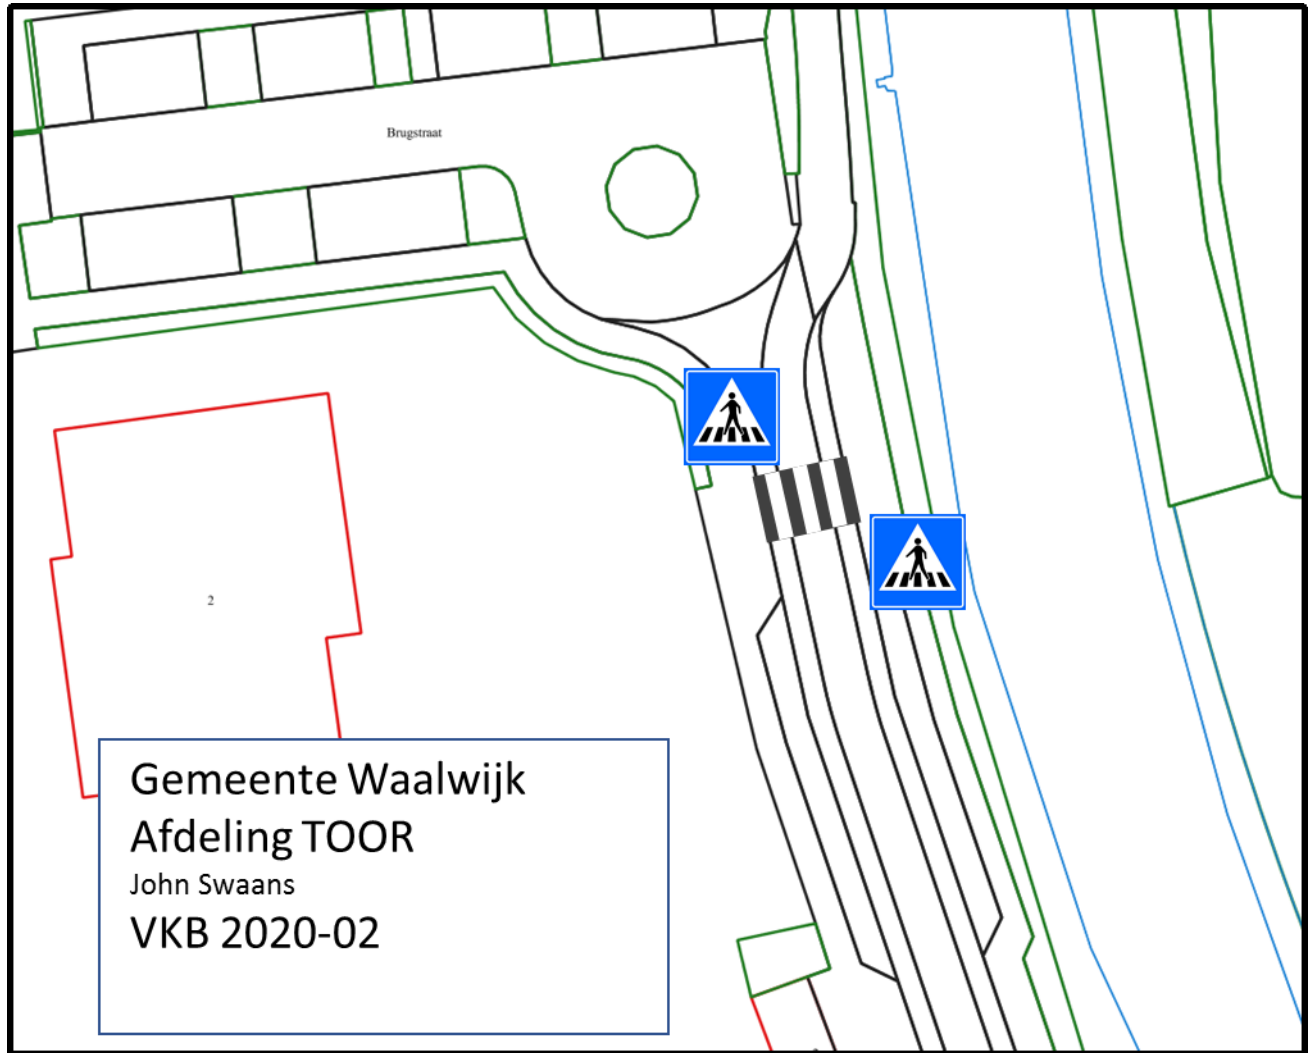 Brugstraat
2
Gemeente Waalwijk
Afdeling TOOR
John Swaans
VKB 2020-02